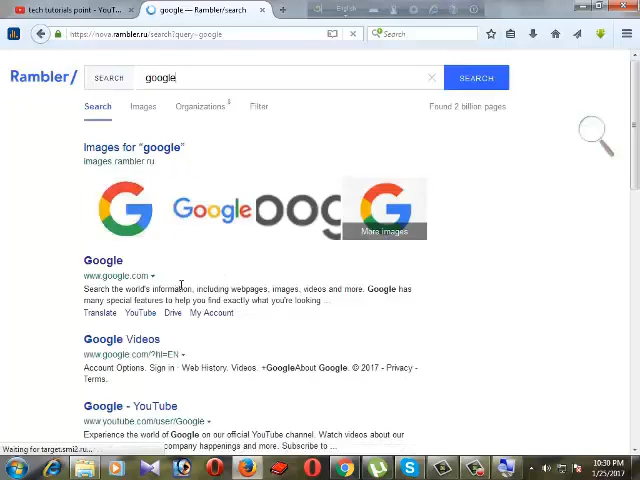 tech tutorials point - YouT...
google — Rambler/search
English
https://nova.rambler.ru/search?query=google
Search
Rambler/
SEARCH
google
SEARCH
Search
Images
Organizations
Filter
Found 2 billion pages
Images for "google"
images.rambler.ru
Google
oog
More images
Google
www.google.com
Search the world's information, including webpages, images, videos and more. Google has
many special features to help you find exactly what you're looking ...
Translate YouTube Drive My Account
Google Videos
www.google.com/?hl=EN
Account Options. Sign in · Web History. Videos. +GoogleAbout Google. © 2017 - Privacy -
Terms.
Google - YouTube
www.youtube.com/user/Google
Experience the world of Google on our official YouTube channel. Watch videos about our
company happenings and more. Subscribe to ...
Waiting for target.smi2.ru...
10:30 PM
1/25/2017